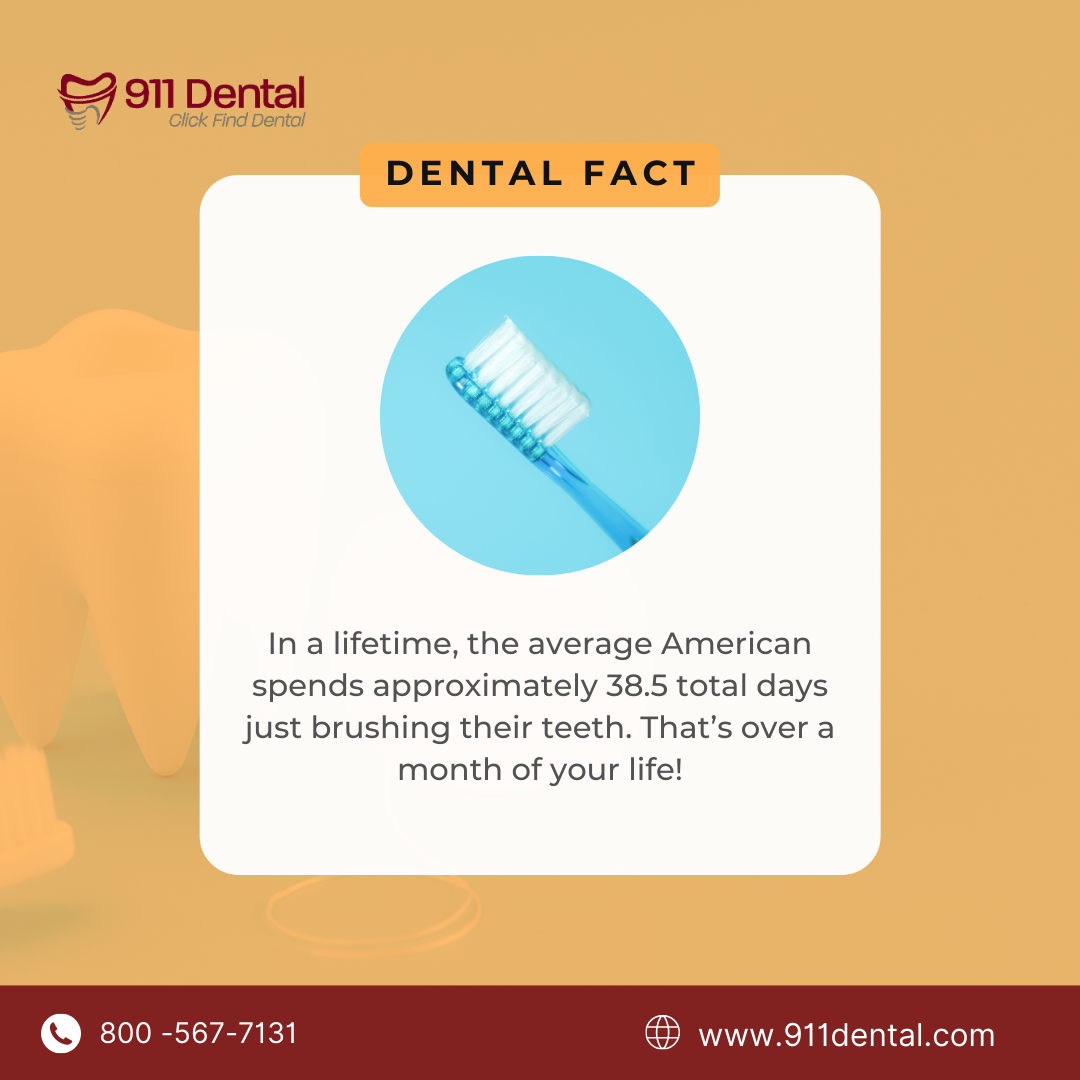 911 Dental
Click Find Dental
DENTAL FACT
In a lifetime, the average American
spends approximately 38.5 total days
just brushing their teeth. That’s over a
month of your life!
800 -567-7131
www.911dental.com